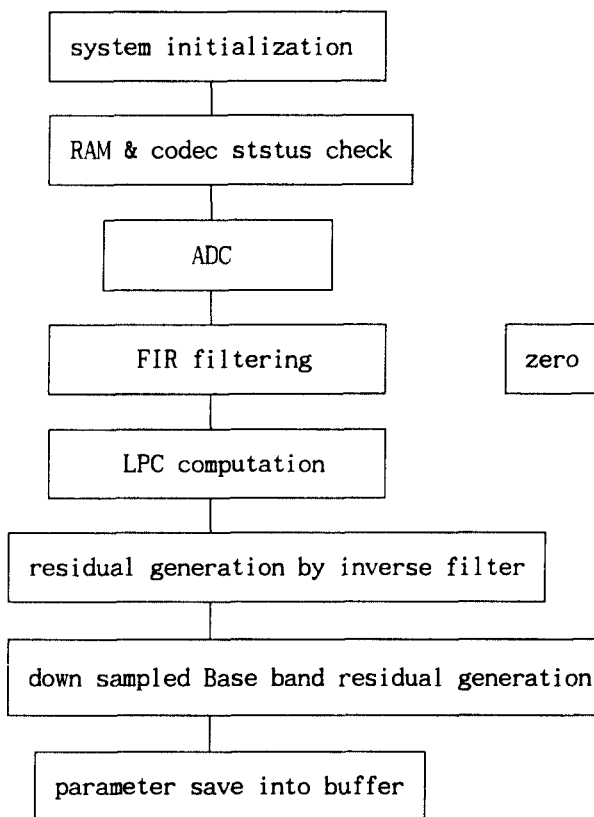 system initialization
RAM & codec ststus check
ADC
FIR filtering
zero
LPC computation
residual generation by inverse filter
down sampled Base band residual generation
parameter save into buffer